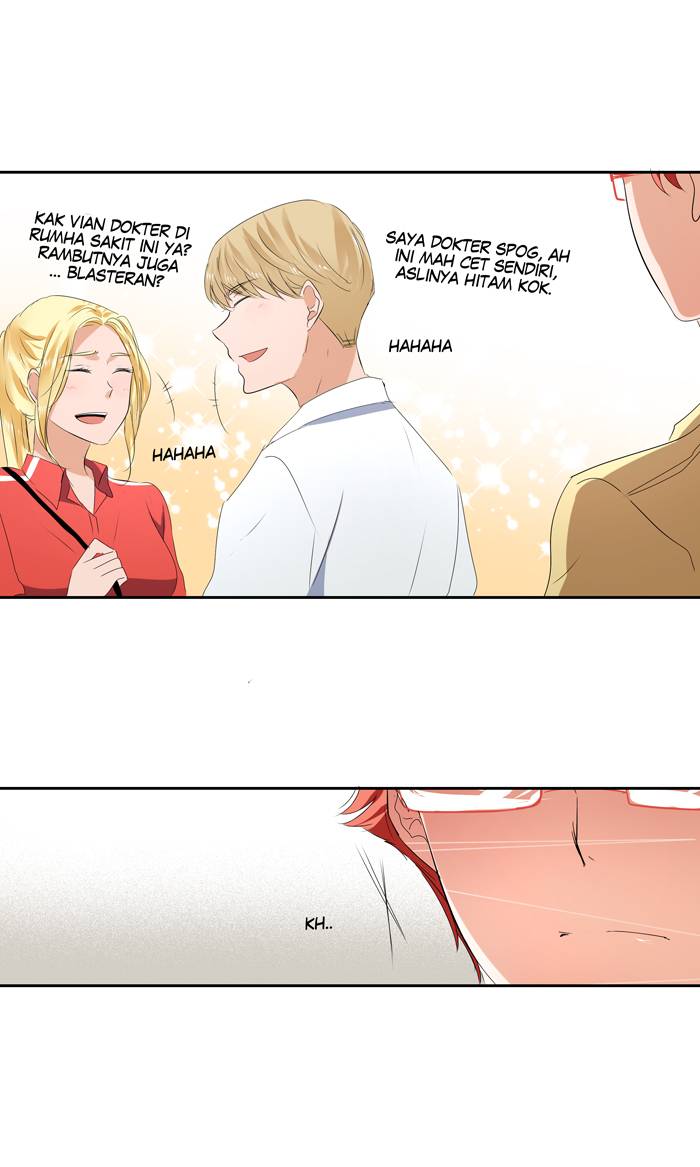 KAK VIAN DOKTER DI
RUMHA SAKIT INI YA?
RAMBUTNYA JUGA
... BLASTERAN?
SAYA DOKTER SPOG, AH
INI MAH CET SENDIRI,
ASLINYA HITAM KOK.
HAHAHA
HAHAHA
KH..